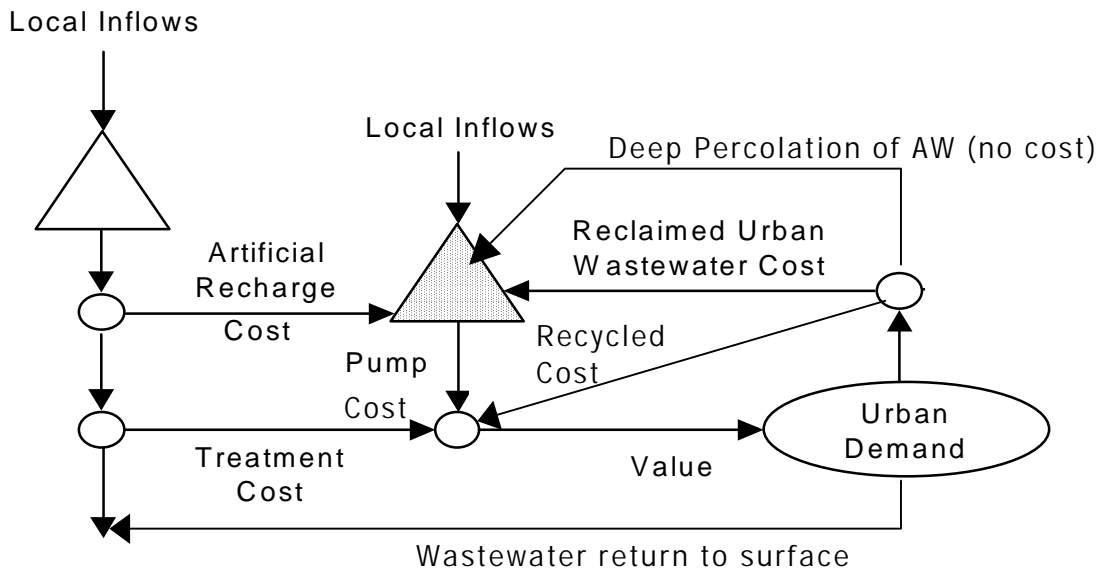 Local Inflows
Local Inflows
Deep Percolation of AW (no cost)
Artificial
Recharge
Cost
Reclaimed Urban
Wastewater Cost
Pump
Cost
Recycled
Cost
Urban
Demand
Treatment
Cost
Value
Wastewater return to surface